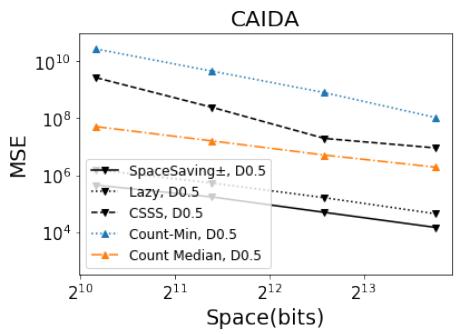 CAIDA
MSE
10^10
10^8
10^6
10^4
SpaceSaving±, D0.5
Lazy, D0.5
CSSS, D0.5
Count-Min, D0.5
Count Median, D0.5
2^10 2^11 2^12 2^13
Space(bits)